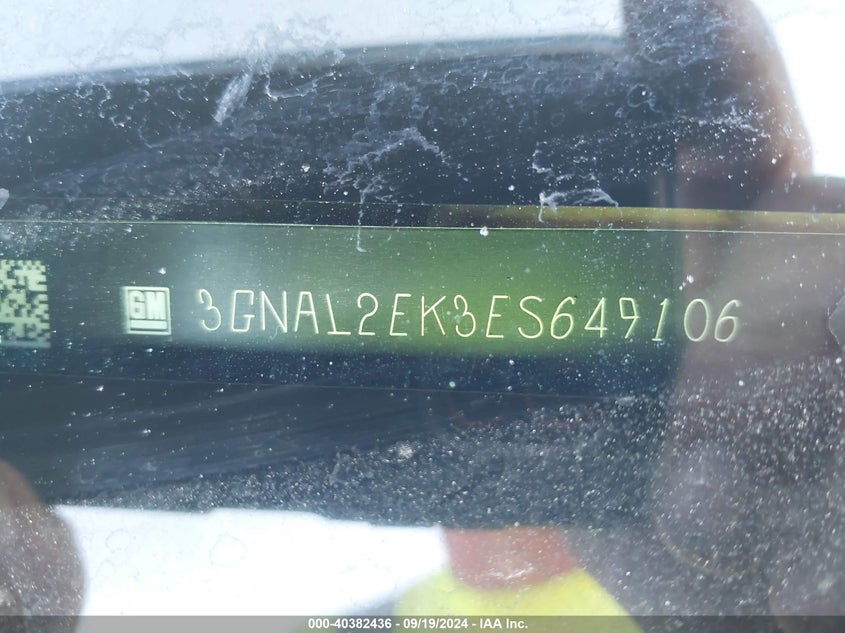 GM 3GNAL2EK3ES649106
000-40382436 - 09/19/2024 - IAA Inc.